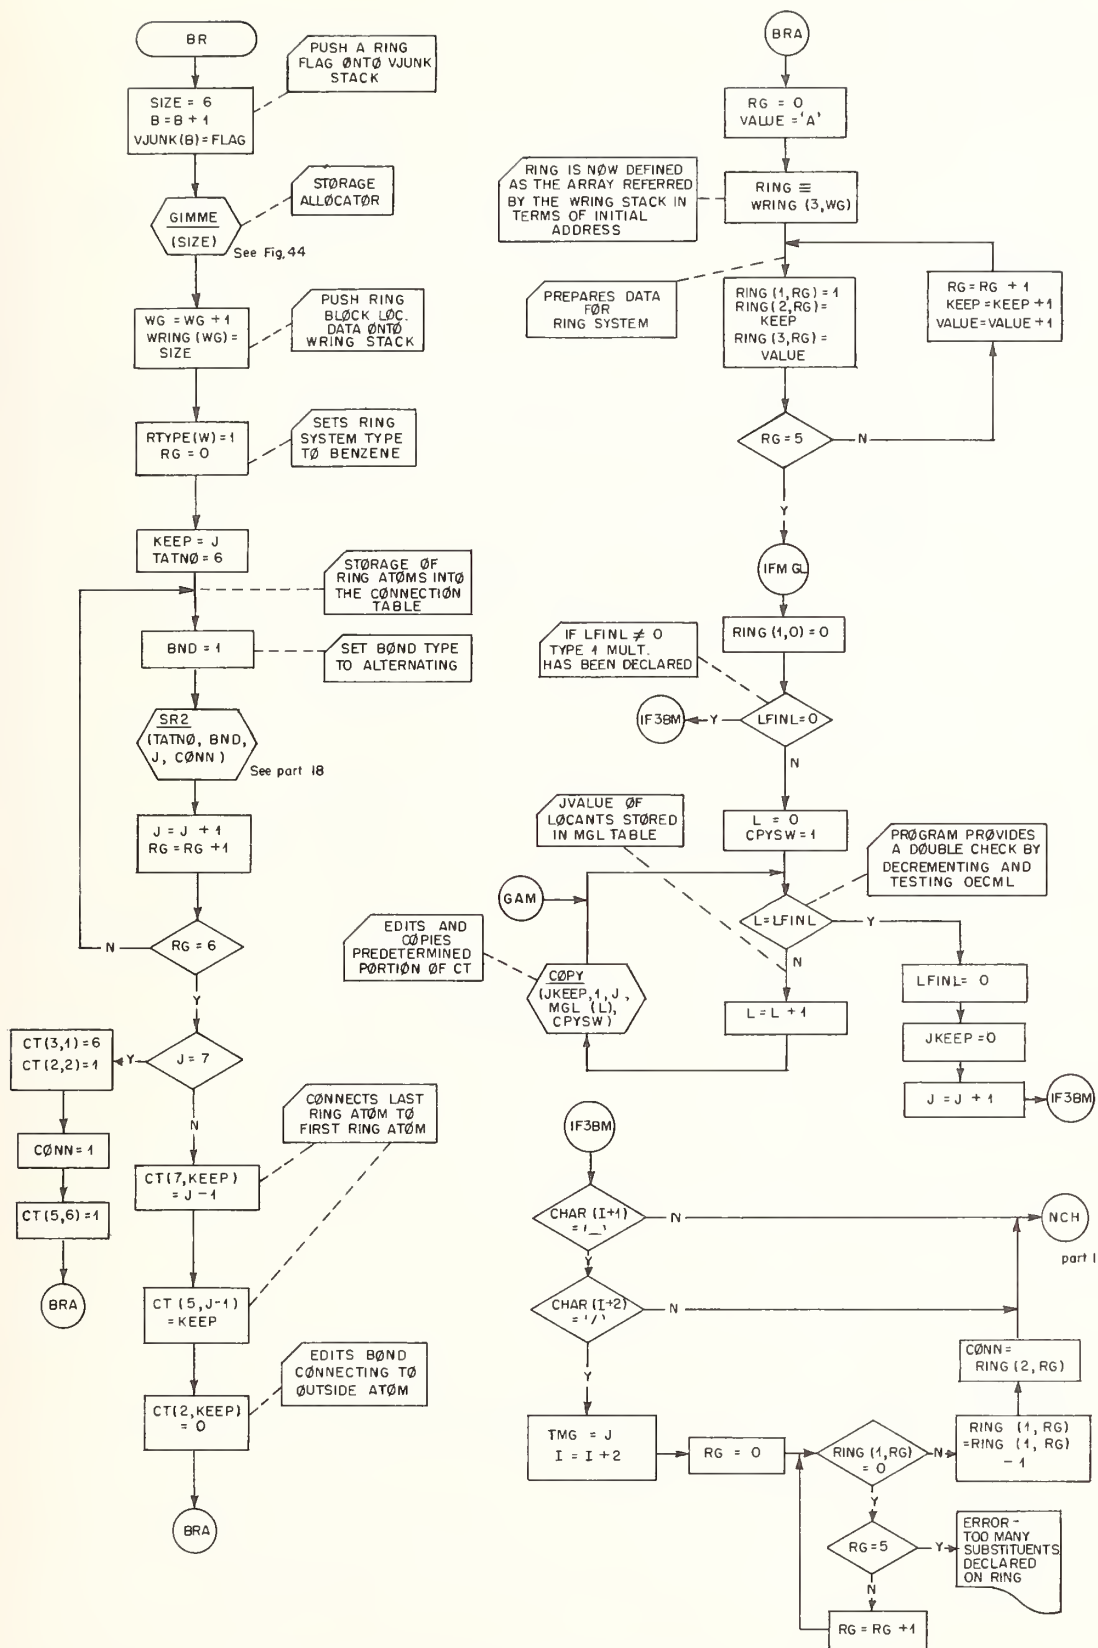 BR
PUSH A RING
FLAG ØNTØ VJUNK
STACK
SIZE = 6
B = B + 1
VJUNK(B) = FLAG
STØRAGE
ALLØCATØR
GIMME
(SIZE)
See Fig. 44
PUSH RING
BLØCK LØC.
DATA ØNTØ
WRING STACK
WG = WG + 1
WRING (WG) =
SIZE
SETS RING
SYSTEM TYPE
TØ BENZENE
RTYPE(W) = 1
RG = 0
KEEP = J
TATNØ = 6
STØRAGE ØF
RING ATØMS INTØ
THE CØNNECTIØN
TABLE
BND = 1
SET BØND TYPE
TØ ALTERNATING
SR2
(TATNØ, BND,
J, CØNN)
See part 18
J = J + 1
RG = RG + 1
N
RG = 6
Y
CT(3,1) = 6
CT(2,2) = 1
Y
J = 7
N
CØNN = 1
CT(5,6) = 1
BRA
CØNNECTS LAST
RING ATØM TØ
FIRST RING ATØM
CT(7,KEEP)
= J - 1
CT (5,J-1)
= KEEP
EDITS BØND
CØNNECTING TØ
ØUTSIDE ATØM
CT(2,KEEP)
= 0
BRA
BRA
RG = 0
VALUE = 'A'
RING IS NØW DEFINED
AS THE ARRAY REFERRED
BY THE WRING STACK IN
TERMS OF INITIAL
ADDRESS
RING ≡
WRING (3,WG)
PREPARES DATA
FØR
RING SYSTEM
RING (1,RG) = 1
RING (2,RG) =
KEEP
RING (3,RG) =
VALUE
RG = RG + 1
KEEP = KEEP + 1
VALUE = VALUE + 1
RG = 5
N
Y
IFM GL
RING (1,0) = 0
IF LFINL ≠ 0
TYPE 1 MULT.
HAS BEEN DECLARED
IF3BM
Y
LFINL = 0
N
L = 0
CPYSW = 1
JVALUE ØF
LØCANTS STØRED
IN MGL TABLE
PRØGRAM PRØVIDES
A DØUBLE CHECK BY
DECREMENTING AND
TESTING OECML
GAM
L = LFINL
Y
N
EDITS AND
CØPIES
PREDETERMINED
PØRTIØN ØF CT
CØPY
(JKEEP,1,J,
MGL (L),
CPYSW)
L = L + 1
LFINL = 0
JKEEP = 0
J = J + 1
IF3BM
IF3BM
CHAR (I+1)
= '_'
N
Y
NCH
part 1
CHAR (I+2)
= '/'
N
Y
TMG = J
I = I + 2
RG = 0
RING (1,RG)
= 0
N
RING (1, RG)
= RING (1, RG)
- 1
CØNN =
RING (2, RG)
Y
RG = 5
Y
ERRØR -
TØØ MANY
SUBSTITUENTS
DECLARED
ØN RING
N
RG = RG + 1